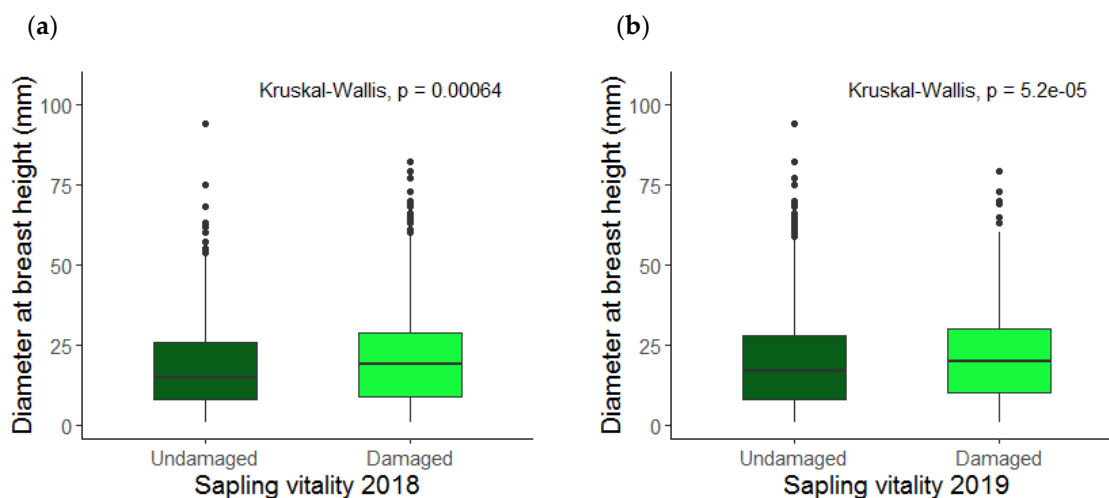 (a)
Kruskal-Wallis, p = 0.00064
Diameter at breast height (mm)
100
75
50
25
0
Undamaged Damaged
Sapling vitality 2018
(b)
Kruskal-Wallis, p = 5.2e-05
Diameter at breast height (mm)
100
75
50
25
0
Undamaged Damaged
Sapling vitality 2019